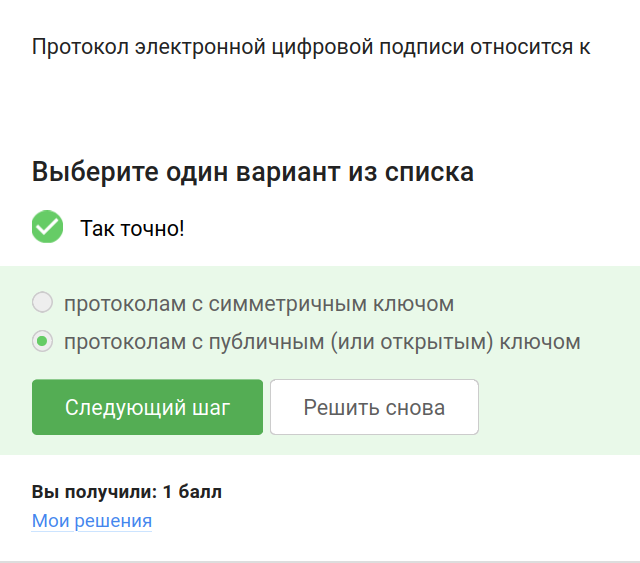 Протокол электронной цифровой подписи относится к
Выберите один вариант из списка
Так точно!
протоколам с симметричным ключом
протоколам с публичным (или открытым) ключом
Следующий шаг
Решить снова
Вы получили: 1 балл
Мои решения